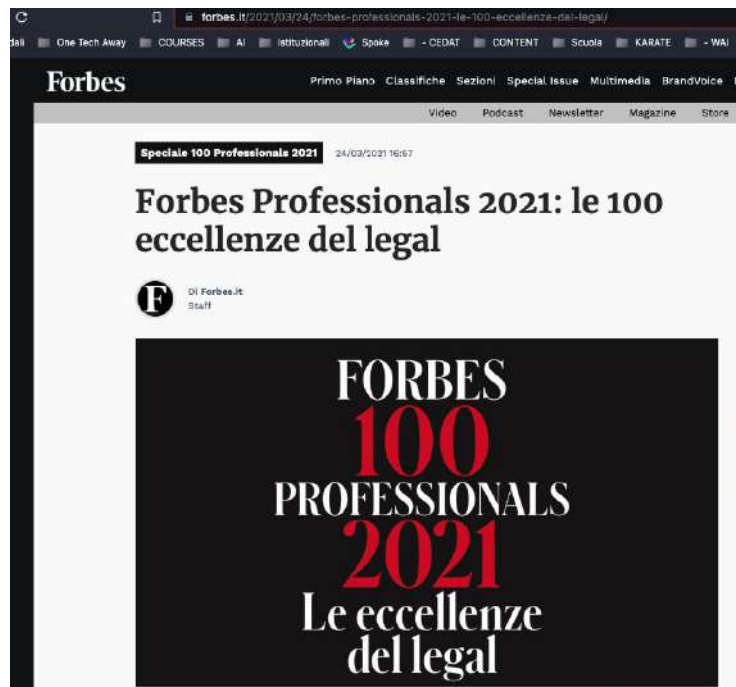 forbes.it/2021/03/24/forbes-professionals-2021-le-100-eccellenze-del-legal/
dali One Tech Away COURSES AI Istituzionali Spoke - CEDAT CONTENT Scuola KARATE - WAI
Forbes
Primo Piano Classifiche Sezioni Special Issue Multimedia BrandVoice
Video Podcast Newsletter Magazine Store
Speciale 100 Professionals 2021 24/03/2021 16:57
Forbes Professionals 2021: le 100
eccellenze del legal
F
Di Forbes.it
Staff
FORBES
100
PROFESSIONALS
2021
Le eccellenze
del legal